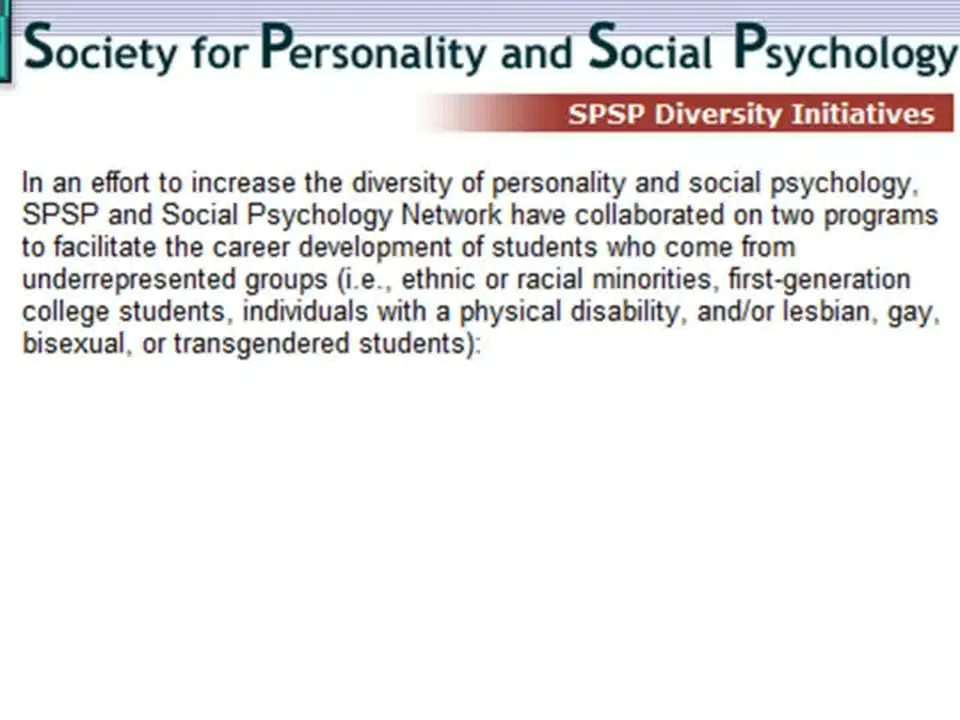 Society for Personality and Social Psychology
SPSP Diversity Initiatives
In an effort to increase the diversity of personality and social psychology,
SPSP and Social Psychology Network have collaborated on two programs
to facilitate the career development of students who come from
underrepresented groups (i.e., ethnic or racial minorities, first-generation
college students, individuals with a physical disability, and/or lesbian, gay,
bisexual, or transgendered students):